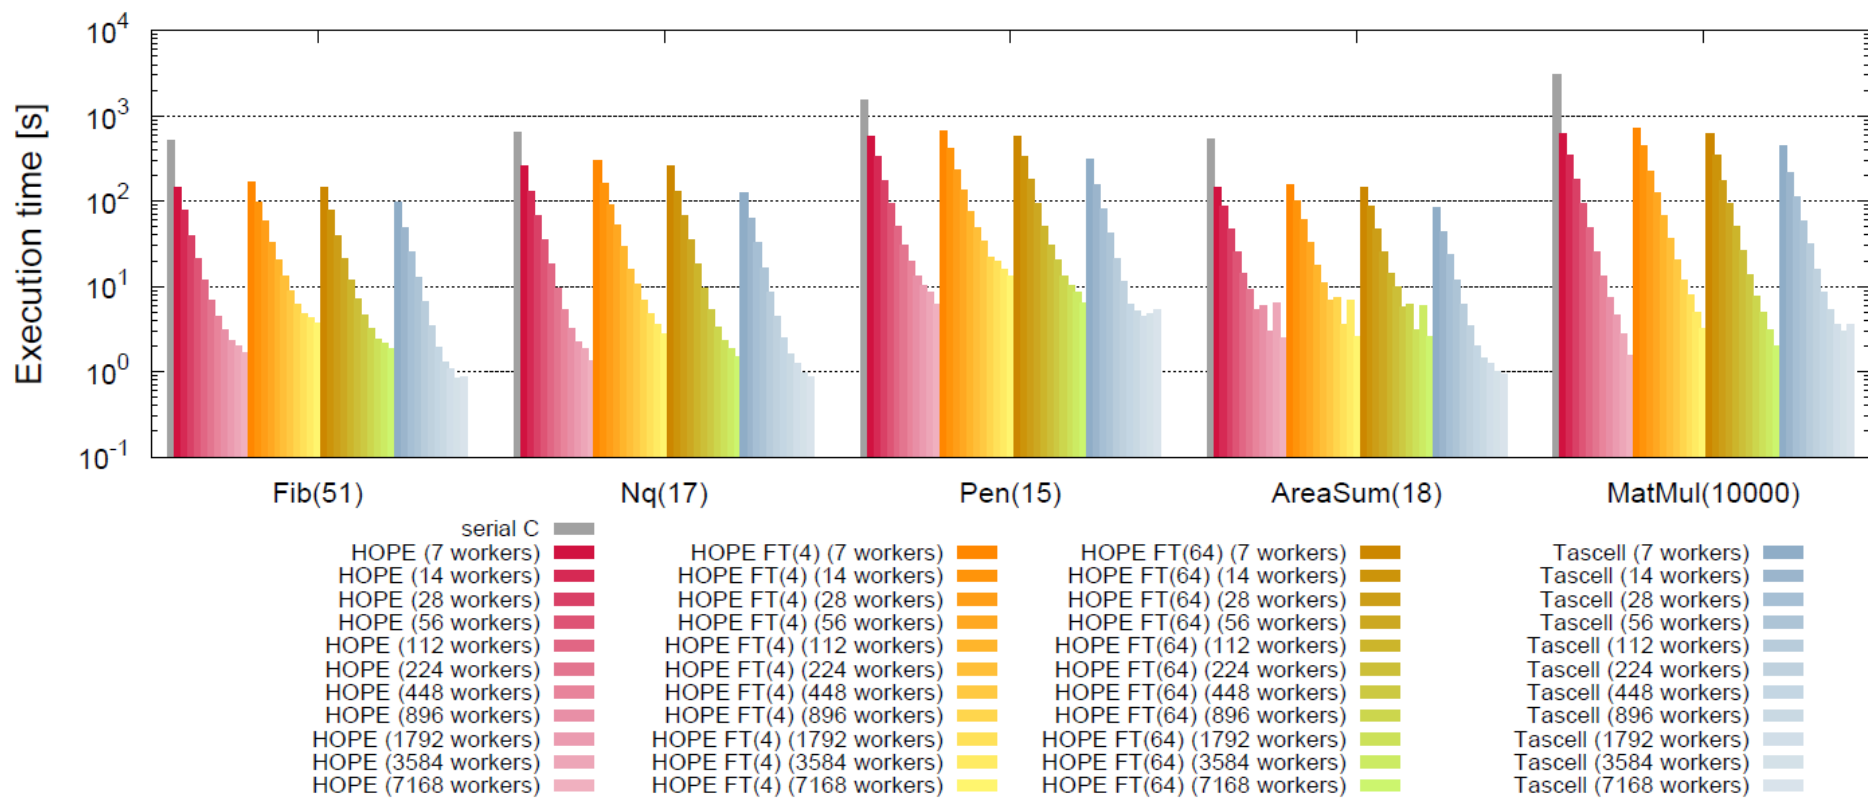 10^4
10^3
10^2
10^1
10^0
10^-1
Execution time [s]
Fib(51) Nq(17) Pen(15) AreaSum(18) MatMul(10000)
serial C
HOPE (7 workers) HOPE FT(4) (7 workers) HOPE FT(64) (7 workers) Tascell (7 workers)
HOPE (14 workers) HOPE FT(4) (14 workers) HOPE FT(64) (14 workers) Tascell (14 workers)
HOPE (28 workers) HOPE FT(4) (28 workers) HOPE FT(64) (28 workers) Tascell (28 workers)
HOPE (56 workers) HOPE FT(4) (56 workers) HOPE FT(64) (56 workers) Tascell (56 workers)
HOPE (112 workers) HOPE FT(4) (112 workers) HOPE FT(64) (112 workers) Tascell (112 workers)
HOPE (224 workers) HOPE FT(4) (224 workers) HOPE FT(64) (224 workers) Tascell (224 workers)
HOPE (448 workers) HOPE FT(4) (448 workers) HOPE FT(64) (448 workers) Tascell (448 workers)
HOPE (896 workers) HOPE FT(4) (896 workers) HOPE FT(64) (896 workers) Tascell (896 workers)
HOPE (1792 workers) HOPE FT(4) (1792 workers) HOPE FT(64) (1792 workers) Tascell (1792 workers)
HOPE (3584 workers) HOPE FT(4) (3584 workers) HOPE FT(64) (3584 workers) Tascell (3584 workers)
HOPE (7168 workers) HOPE FT(4) (7168 workers) HOPE FT(64) (7168 workers) Tascell (7168 workers)